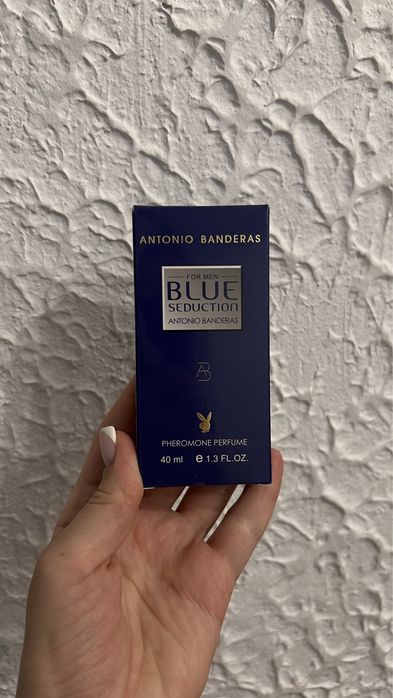 ANTONIO BANDERAS
FOR MEN
BLUE
SEDUCTION
ANTONIO BANDERAS
AB
PHEROMONE PERFUME
40 ml e 1.3 FL.OZ.